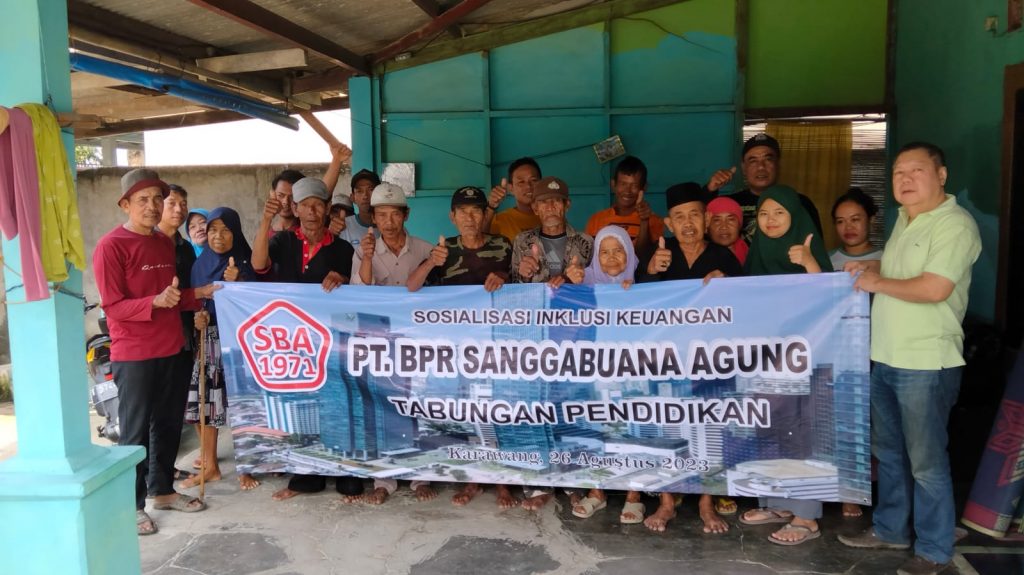 SOSIALISASI INKLUSI KEUANGAN
SBA
1971
PT. BPR SANGGABUANA AGUNG
TABUNGAN PENDIDIKAN
Karawang, 26 Agustus 2023